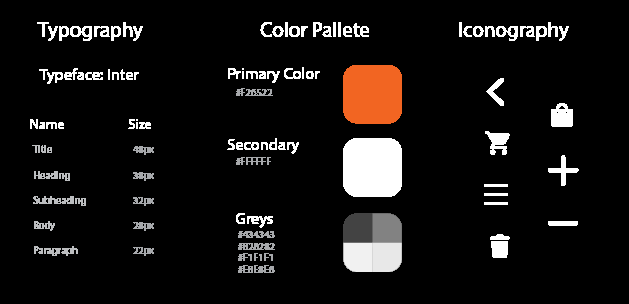 Typography
Typeface: Inter
Name Size
Title 48px
Heading 38px
Subheading 32px
Body 28px
Paragraph 22px
Color Pallete
Primary Color
#F26522
Secondary
#FFFFFF
Greys
#434343
#828282
#F1F1F1
#E8E8E8
Iconography